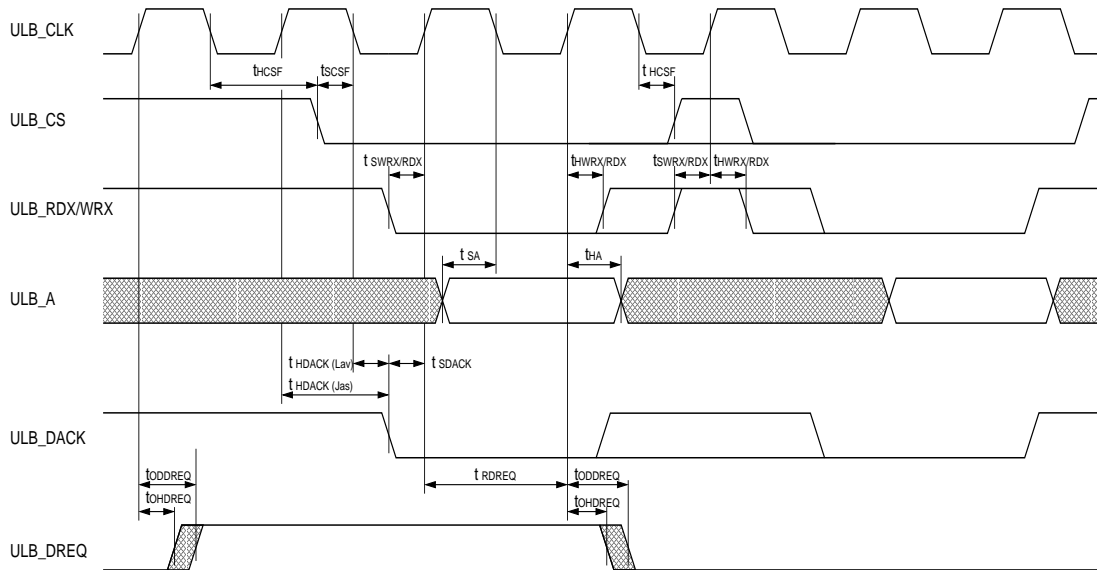 ULB_CLK
tHCSF
tSCSF
t HCSF
ULB_CS
t SWRX/RDX
tHWRX/RDX
tSWRX/RDX
tHWRX/RDX
ULB_RDX/WRX
t SA
tHA
ULB_A
t HDACK (Lav)
t SDACK
t HDACK (Jas)
ULB_DACK
tODDREQ
t RDREQ
tODDREQ
tOHDREQ
tOHDREQ
ULB_DREQ